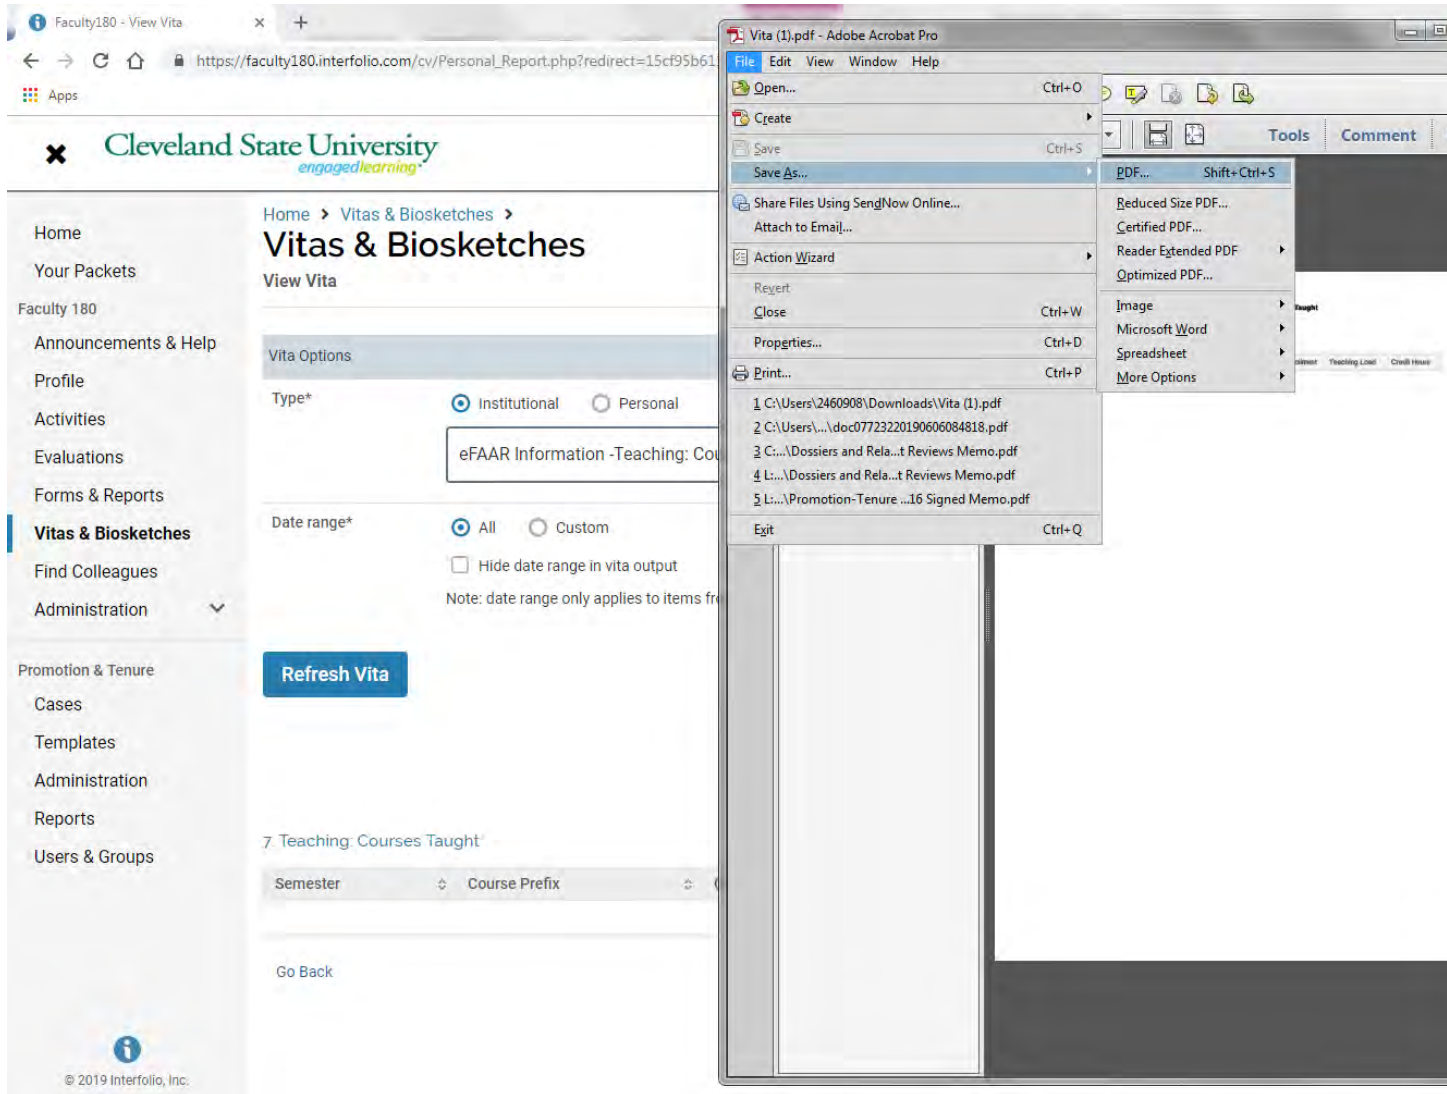 Faculty180 - View Vita
https://faculty180.interfolio.com/cv/Personal_Report.php?redirect=15cf95b61
Apps
Cleveland State University
engagedlearning
Home
Your Packets
Faculty 180
Announcements & Help
Profile
Activities
Evaluations
Forms & Reports
Vitas & Biosketches
Find Colleagues
Administration
Promotion & Tenure
Cases
Templates
Administration
Reports
Users & Groups
© 2019 Interfolio, Inc.
Home > Vitas & Biosketches >
Vitas & Biosketches
View Vita
Vita Options
Type*
Institutional Personal
eFAAR Information -Teaching: Cou
Date range*
All Custom
Hide date range in vita output
Note: date range only applies to items fro
Refresh Vita
7 Teaching: Courses Taught
Semester Course Prefix
Go Back
Vita (1).pdf - Adobe Acrobat Pro
File Edit View Window Help
Open... Ctrl+O
Create
Save Ctrl+S
Save As...
Share Files Using SendNow Online...
Attach to Email...
Action Wizard
Revert
Close Ctrl+W
Properties... Ctrl+D
Print... Ctrl+P
1 C:\Users\2460908\Downloads\Vita (1).pdf
2 C:\Users\...\doc07723220190606084818.pdf
3 C:...\Dossiers and Rela...t Reviews Memo.pdf
4 L:...\Dossiers and Rela...t Reviews Memo.pdf
5 L:...\Promotion-Tenure ...16 Signed Memo.pdf
Exit Ctrl+Q
Tools Comment
PDF... Shift+Ctrl+S
Reduced Size PDF...
Certified PDF...
Reader Extended PDF
Optimized PDF...
Image
Microsoft Word
Spreadsheet
More Options
Taught
Teaching Load Credit Hours